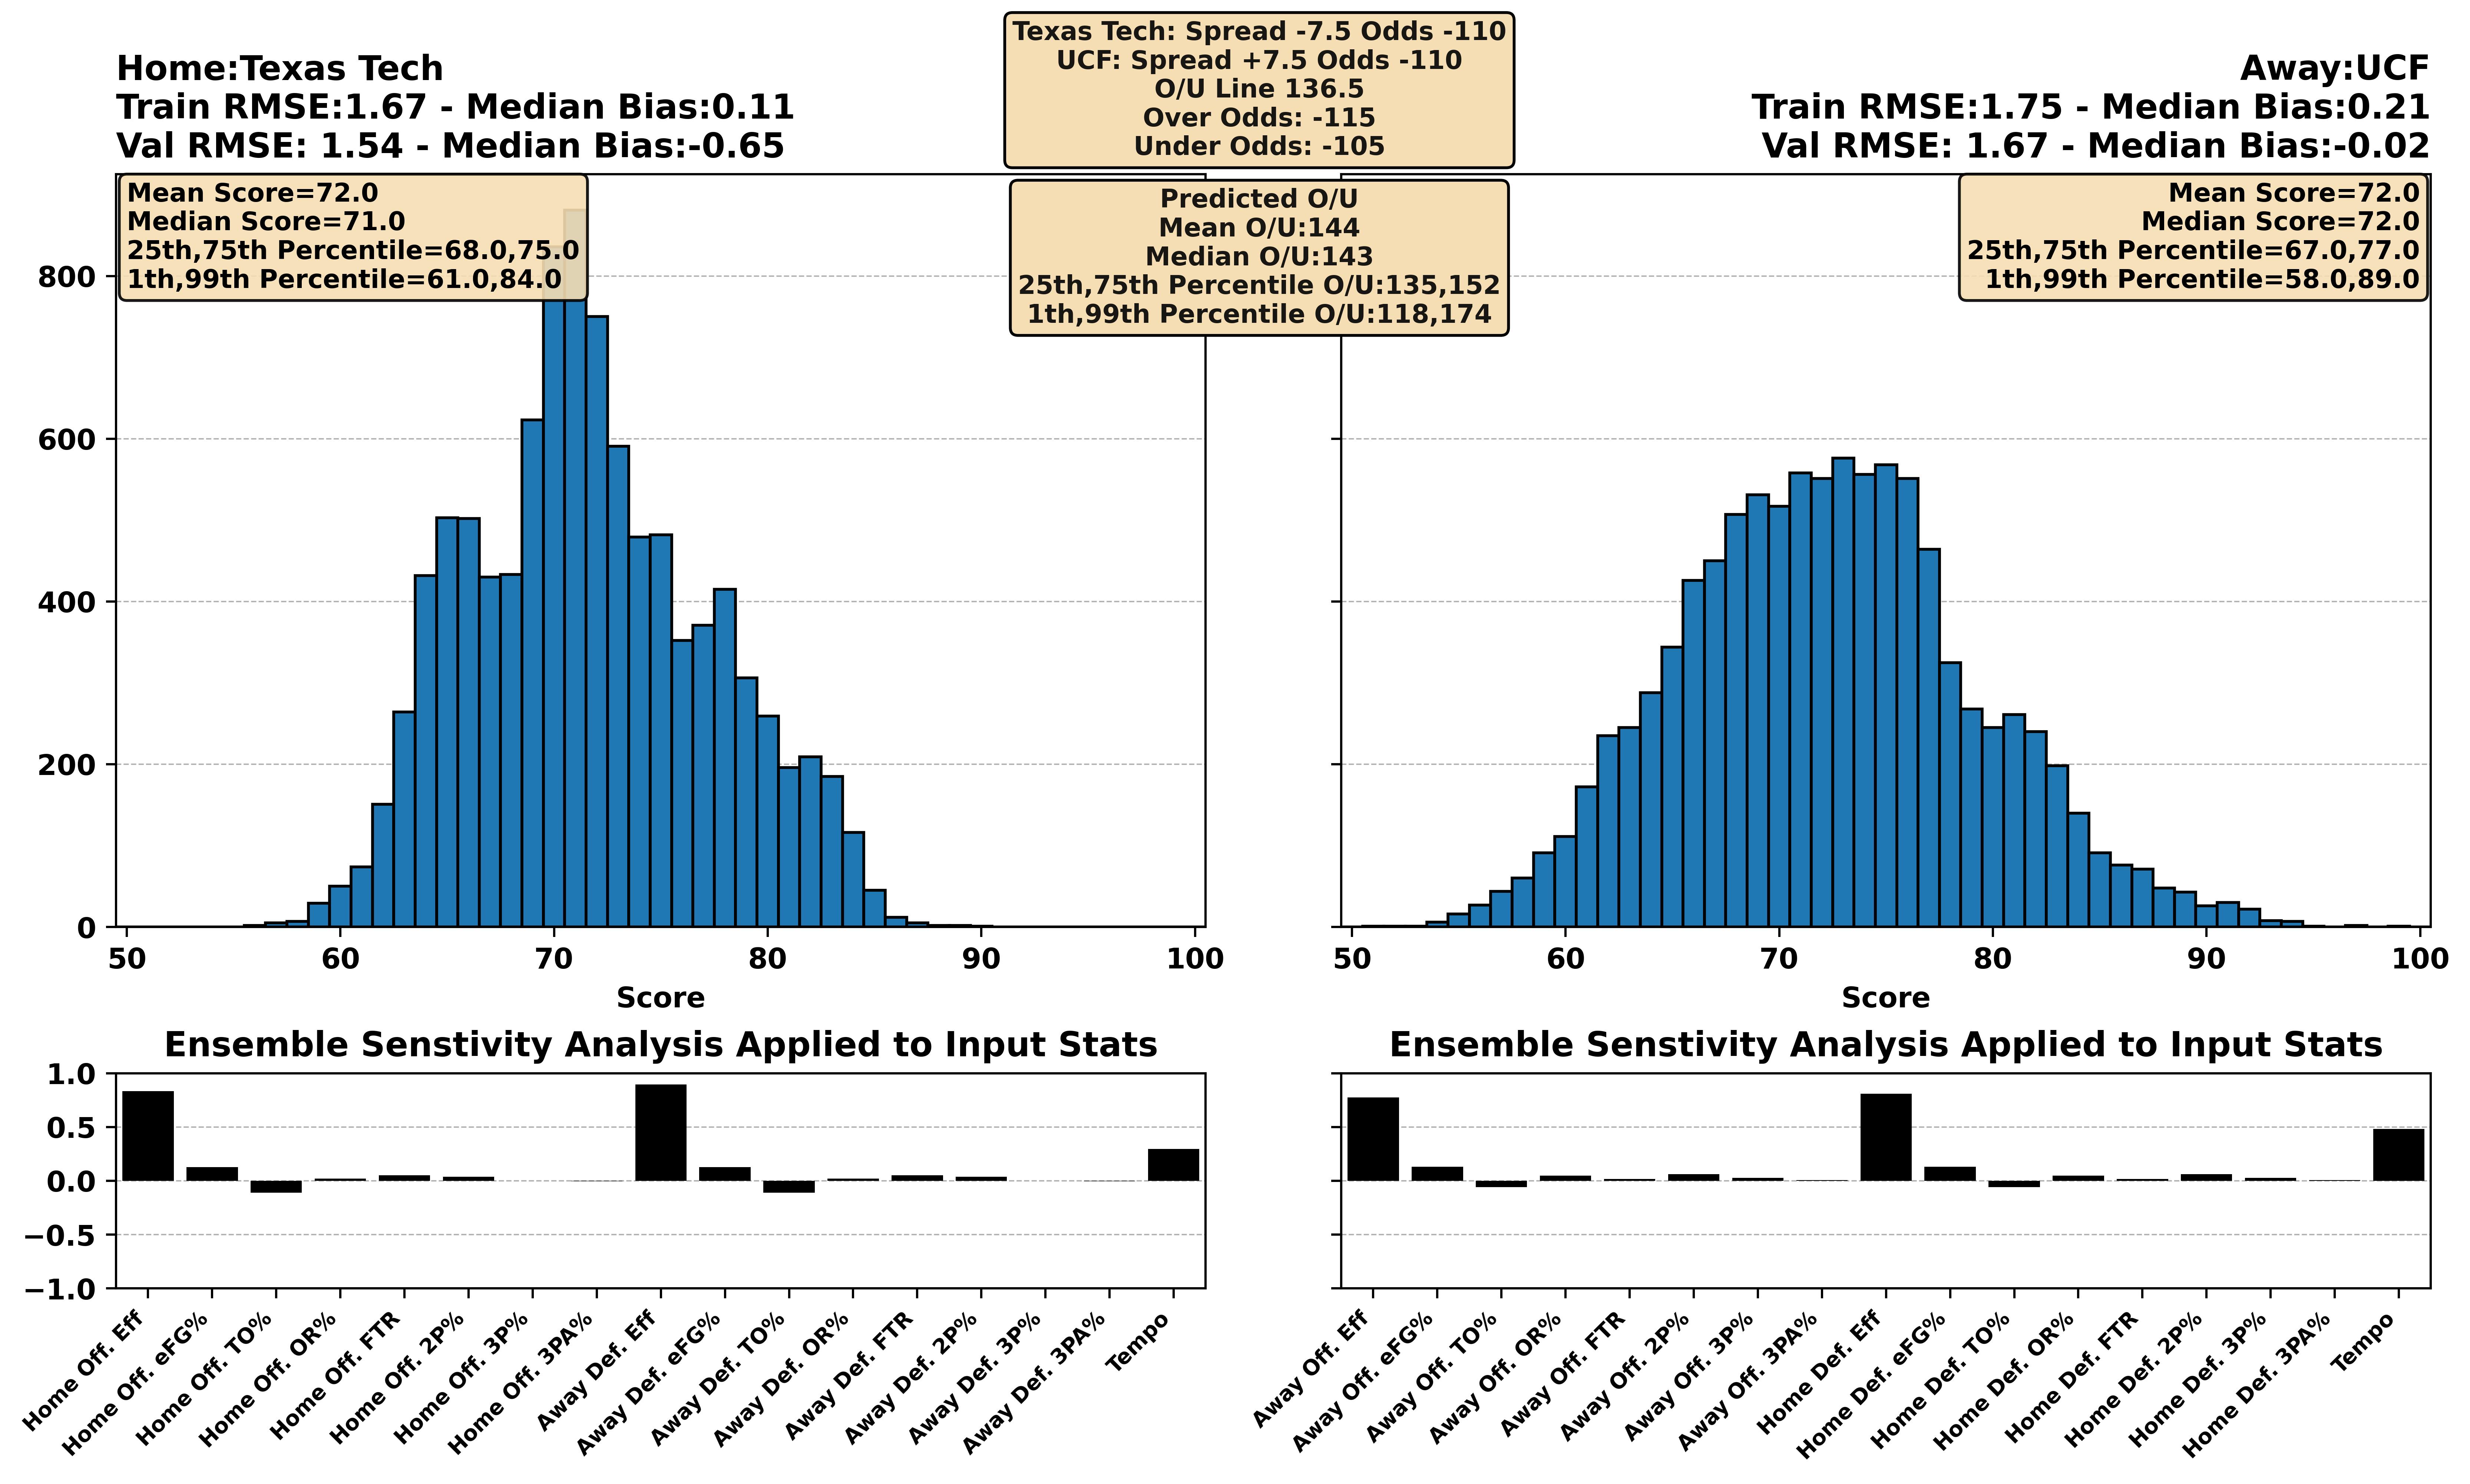 Texas Tech: Spread -7.5 Odds -110
UCF: Spread +7.5 Odds -110
O/U Line 136.5
Over Odds: -115
Under Odds: -105
Home:Texas Tech
Train RMSE:1.67 - Median Bias:0.11
Val RMSE: 1.54 - Median Bias:-0.65
Away:UCF
Train RMSE:1.75 - Median Bias:0.21
Val RMSE: 1.67 - Median Bias:-0.02
Mean Score=72.0
Median Score=71.0
25th,75th Percentile=68.0,75.0
1th,99th Percentile=61.0,84.0
Predicted O/U
Mean O/U:144
Median O/U:143
25th,75th Percentile O/U:135,152
1th,99th Percentile O/U:118,174
Mean Score=72.0
Median Score=72.0
25th,75th Percentile=67.0,77.0
1th,99th Percentile=58.0,89.0
800
600
400
200
0
50 60 70 80 90 100
Score
50 60 70 80 90 100
Score
Ensemble Senstivity Analysis Applied to Input Stats
1.0
0.5
0.0
−0.5
−1.0
Home Off. Eff
Home Off. eFG%
Home Off. TO%
Home Off. OR%
Home Off. FTR
Home Off. 2P%
Home Off. 3P%
Home Off. 3PA%
Away Def. Eff
Away Def. eFG%
Away Def. TO%
Away Def. OR%
Away Def. FTR
Away Def. 2P%
Away Def. 3P%
Away Def. 3PA%
Tempo
Ensemble Senstivity Analysis Applied to Input Stats
Away Off. Eff
Away Off. eFG%
Away Off. TO%
Away Off. OR%
Away Off. FTR
Away Off. 2P%
Away Off. 3P%
Away Off. 3PA%
Home Def. Eff
Home Def. eFG%
Home Def. TO%
Home Def. OR%
Home Def. FTR
Home Def. 2P%
Home Def. 3P%
Home Def. 3PA%
Tempo